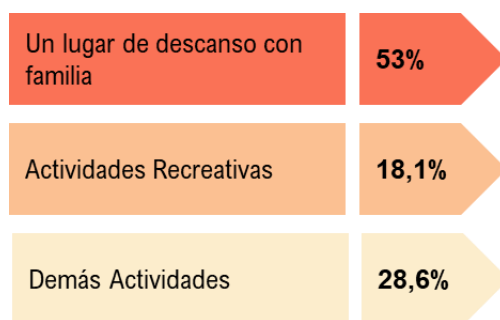 Un lugar de descanso con
familia
53%
Actividades Recreativas
18,1%
Demás Actividades
28,6%